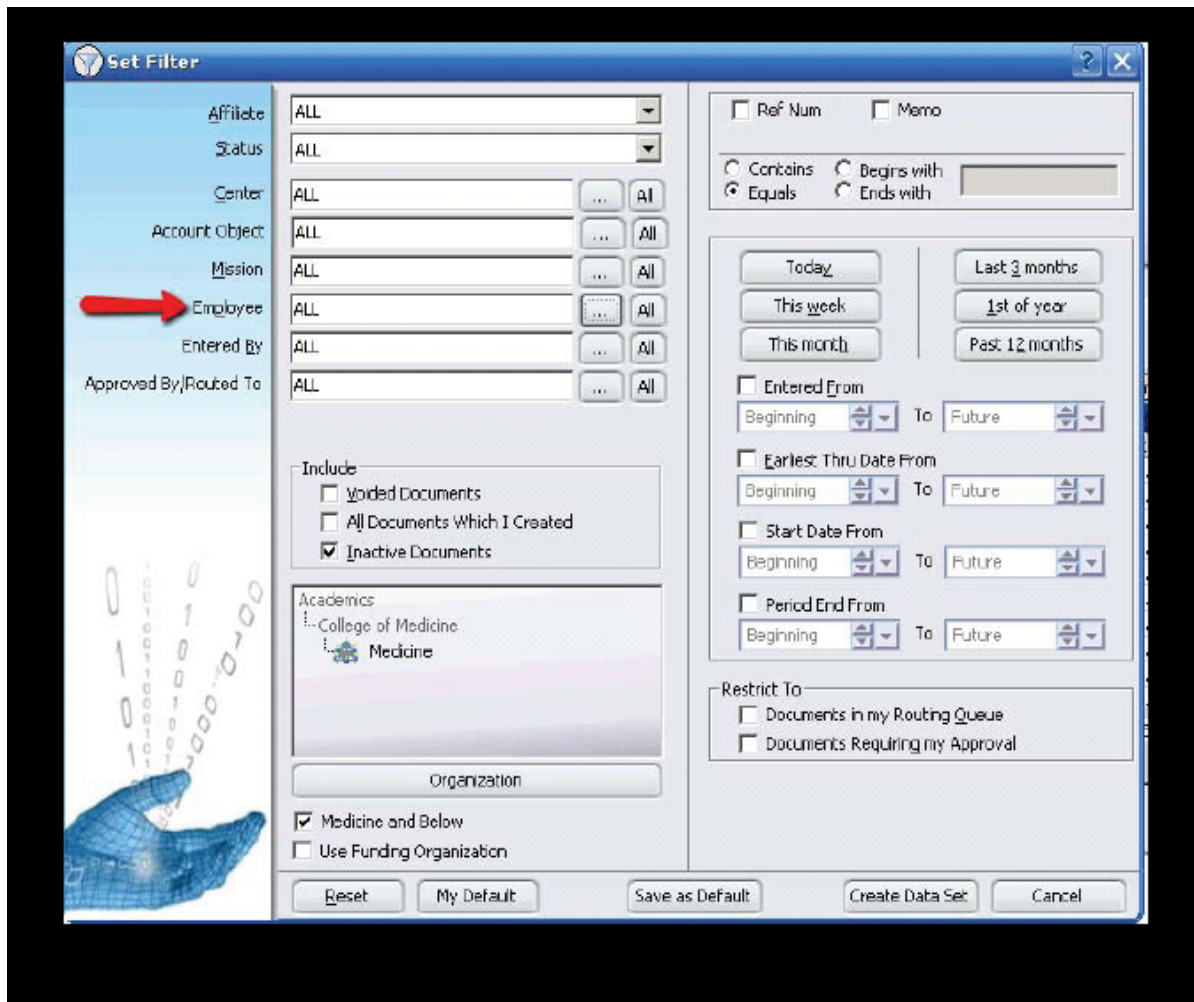 Set Filter
Affiliate ALL
Status ALL
Center ALL ... All
Account Object ALL ... All
Mission ALL ... All
Employee ALL ... All
Entered By ALL ... All
Approved By/Routed To ALL ... All
Include
Voided Documents
All Documents Which I Created
Inactive Documents
Academics
College of Medicine
Medicine
Organization
Medicine and Below
Use Funding Organization
Ref Num Memo
Contains Begins with
Equals Ends with
Today Last 3 months
This week 1st of year
This month Past 12 months
Entered From
Beginning To Future
Earliest Thru Date From
Beginning To Future
Start Date From
Beginning To Future
Period End From
Beginning To Future
Restrict To
Documents in my Routing Queue
Documents Requiring my Approval
Reset My Default Save as Default Create Data Set Cancel